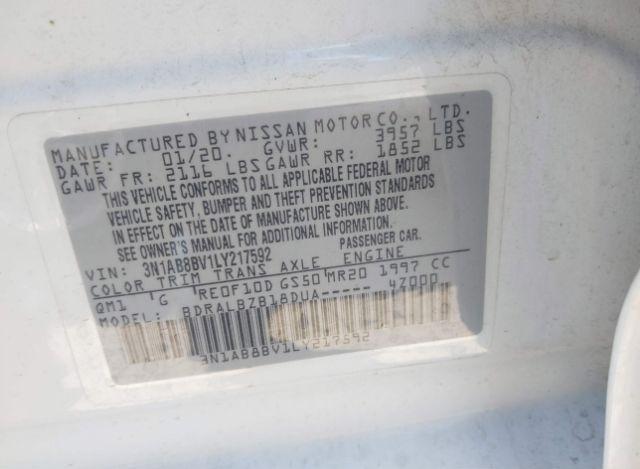 MANUFACTURED BY NISSAN MOTOR CO., LTD.
DATE: 01/20. GVWR: 3957 LBS
GAWR FR: 2116 LBS GAWR RR: 1852 LBS
THIS VEHICLE CONFORMS TO ALL APPLICABLE FEDERAL MOTOR
VEHICLE SAFETY, BUMPER AND THEFT PREVENTION STANDARDS
IN EFFECT ON THE DATE OF MANUFACTURE SHOWN ABOVE.
SEE OWNER'S MANUAL FOR ADDITIONAL INFORMATION.
VIN: 3N1AB8BV1LY217592 PASSENGER CAR.
COLOR TRIM TRANS AXLE ENGINE
QM1 'G 'RE0F10D GS50 MR20 1997 CC
MODEL: BDRALBZB18DUA----- 4Z000
3N1AB8BV1LY217592